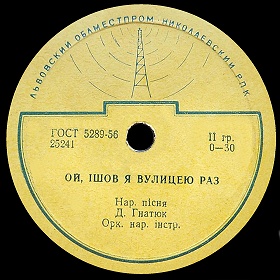 ЛЬВОВСКИЙ ОБЛМЕСТПРОМ НИКОЛАЕВСКИЙ Р.П.К.
ГОСТ 5289-56 II гр.
25241 0—30
ОЙ, ІШОВ Я ВУЛИЦЕЮ РАЗ
Нар. пісня
Д. Гнатюк
Орк. нар. інстр.